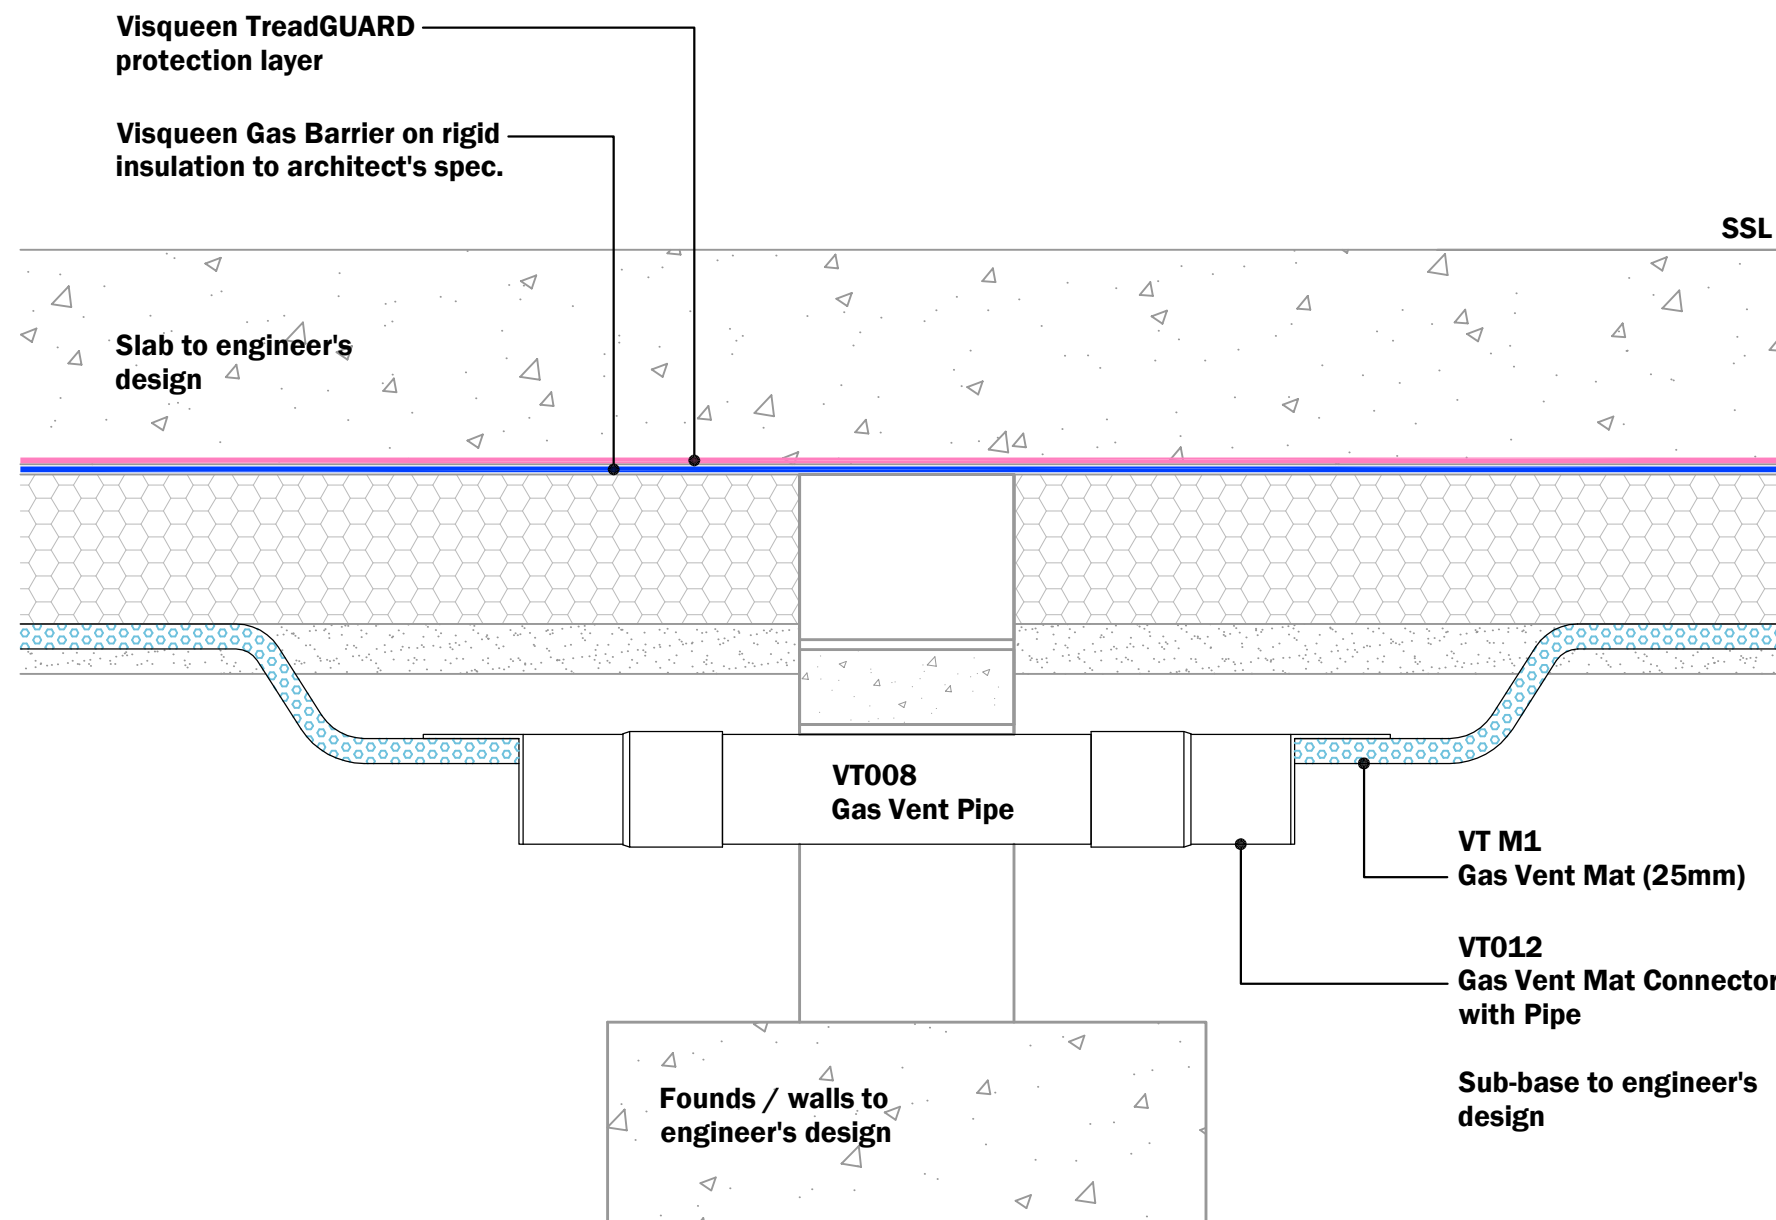 Visqueen TreadGUARD
protection layer
Visqueen Gas Barrier on rigid
insulation to architect's spec.
SSL
Slab to engineer's
design
VT008
Gas Vent Pipe
VT M1
Gas Vent Mat (25mm)
VT012
Gas Vent Mat Connector
with Pipe
Sub-base to engineer's
design
Founds / walls to
engineer's design